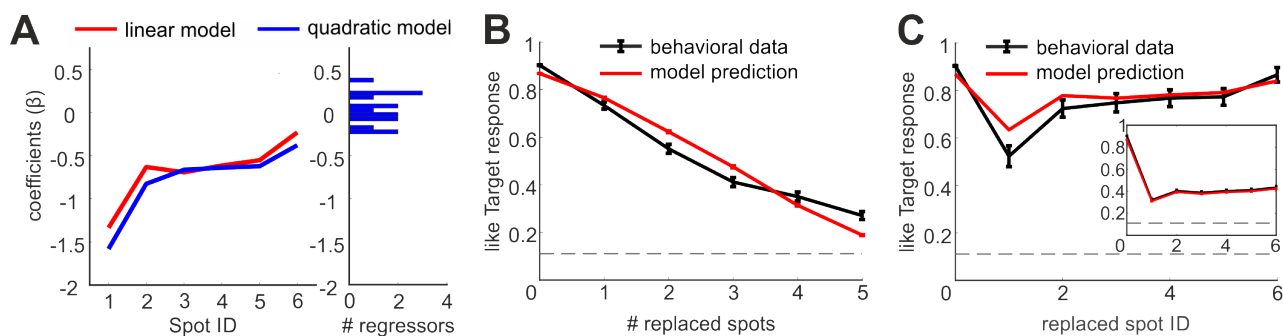 A
linear model
quadratic model
coefficients (β)
0.5
0
-0.5
-1
-1.5
-2
1 2 3 4 5 6
Spot ID
0.5
0
-0.5
-1
-1.5
-2
0 2 4
# regressors
B
behavioral data
model prediction
like Target response
1
0.8
0.6
0.4
0.2
0 1 2 3 4 5
# replaced spots
C
behavioral data
model prediction
like Target response
1
0.8
0.6
0.4
0.2
0 2 4 6
replaced spot ID
1
0.8
0.6
0.4
0.2
0 2 4 6